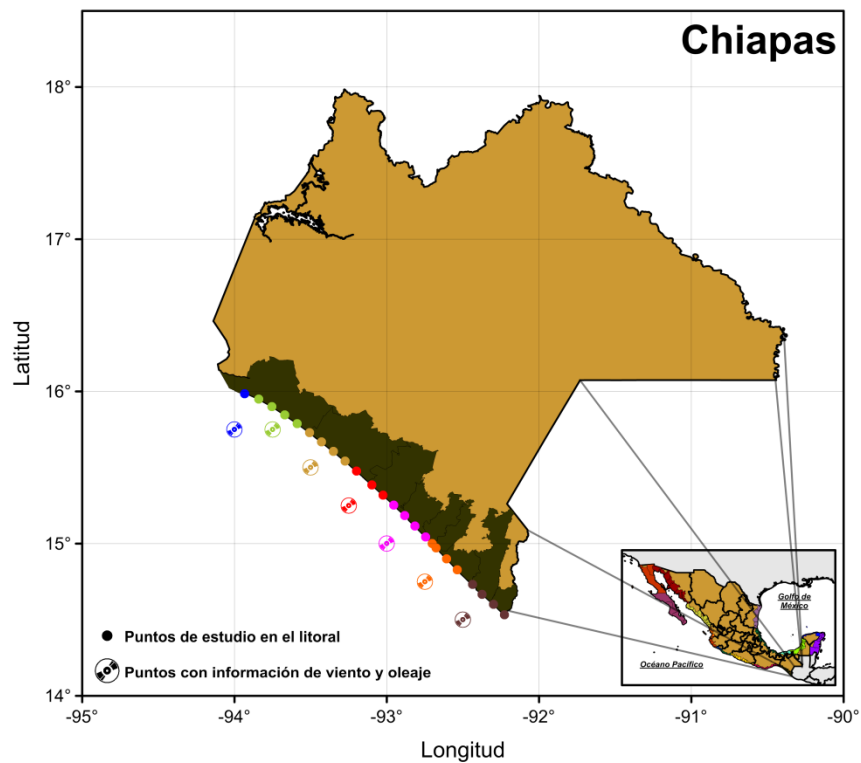 Chiapas
18°
17°
16°
15°
14°
Latitud
Golfo de
México
Océano Pacífico
Puntos de estudio en el litoral
Puntos con información de viento y oleaje
-95° -94° -93° -92° -91° -90°
Longitud